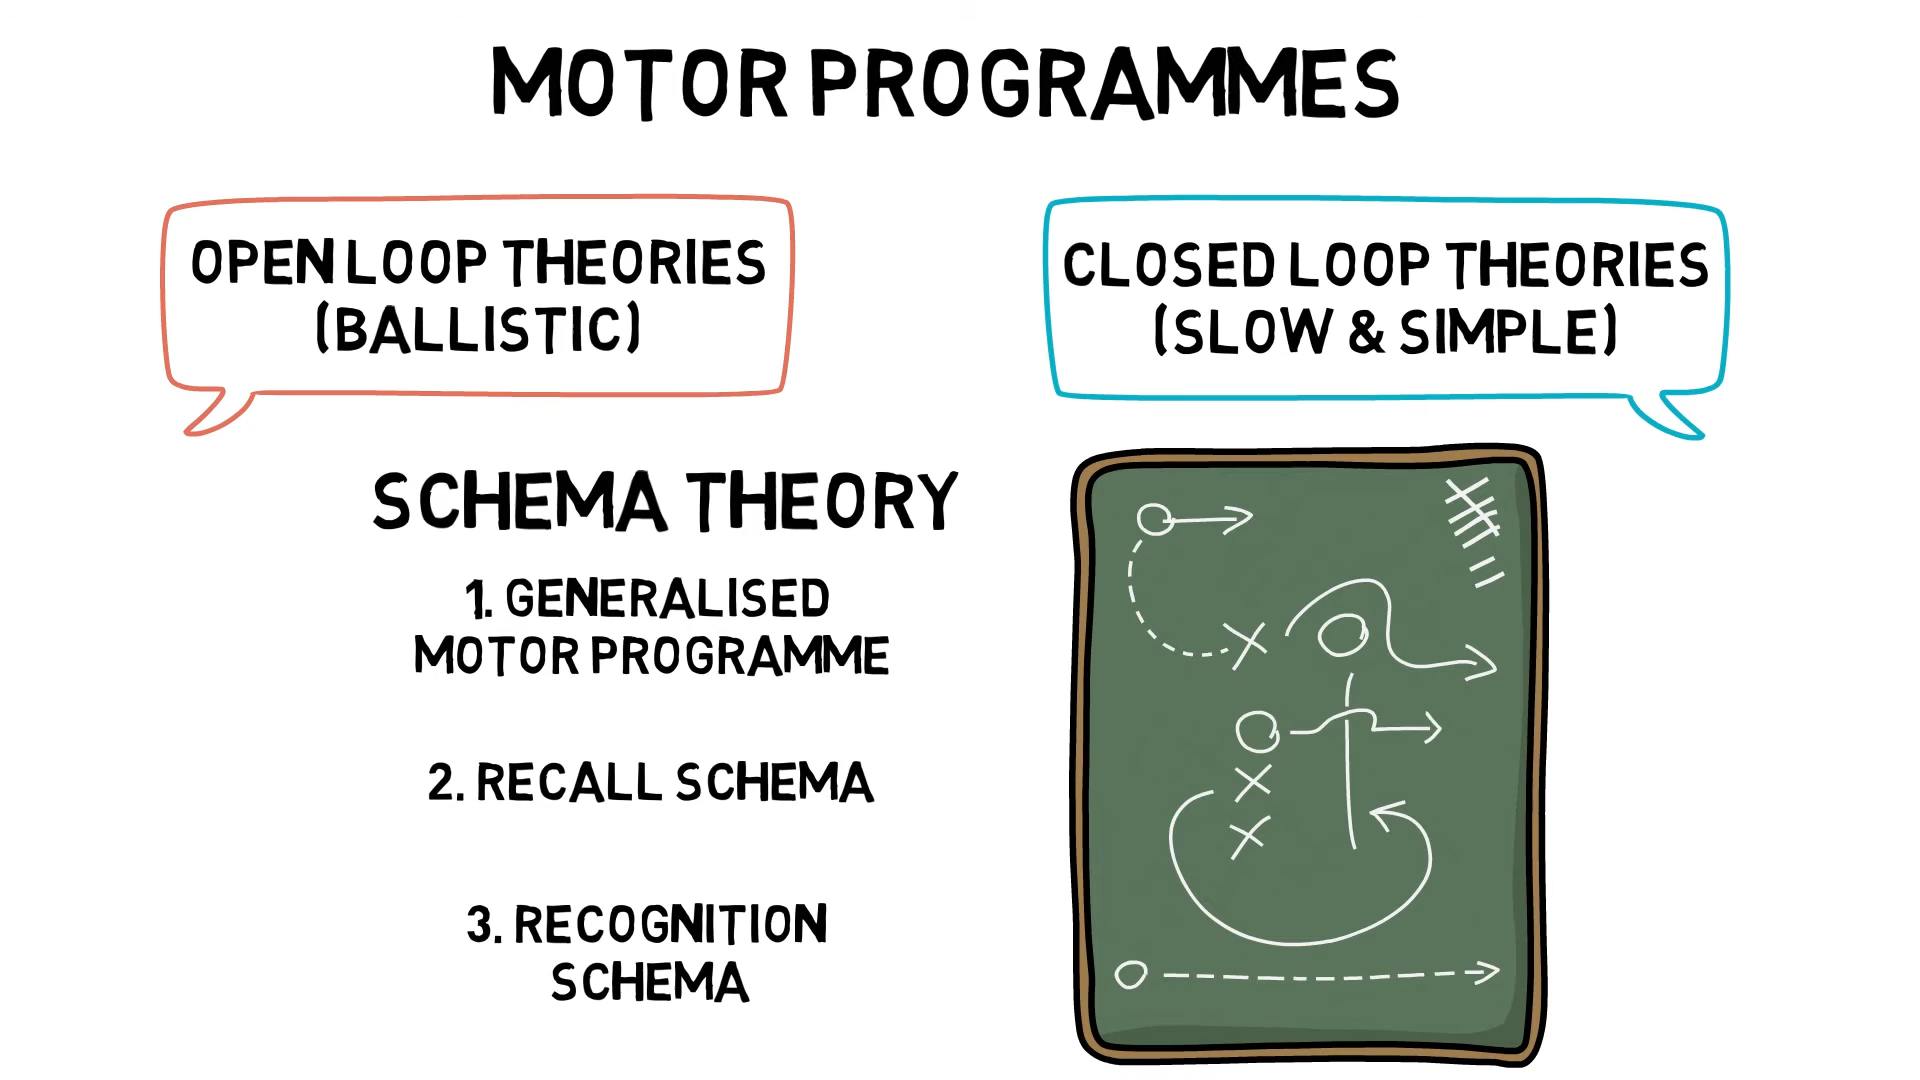 MOTOR PROGRAMMES
OPEN LOOP THEORIES
(BALLISTIC)
CLOSED LOOP THEORIES
(SLOW & SIMPLE)
SCHEMA THEORY
1. GENERALISED
MOTOR PROGRAMME
2. RECALL SCHEMA
3. RECOGNITION
SCHEMA